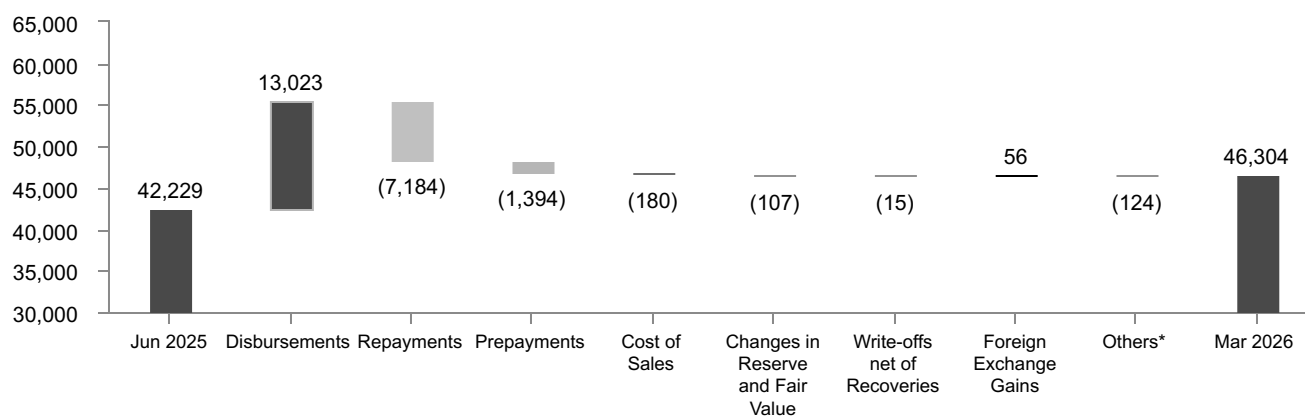 65,000
60,000
55,000
50,000
45,000
40,000
35,000
30,000
42,229
13,023
(7,184)
(1,394)
(180)
(107)
(15)
56
(124)
46,304
Jun 2025
Disbursements
Repayments
Prepayments
Cost of
Sales
Changes in
Reserve
and Fair
Value
Write-offs
net of
Recoveries
Foreign
Exchange
Gains
Others*
Mar 2026